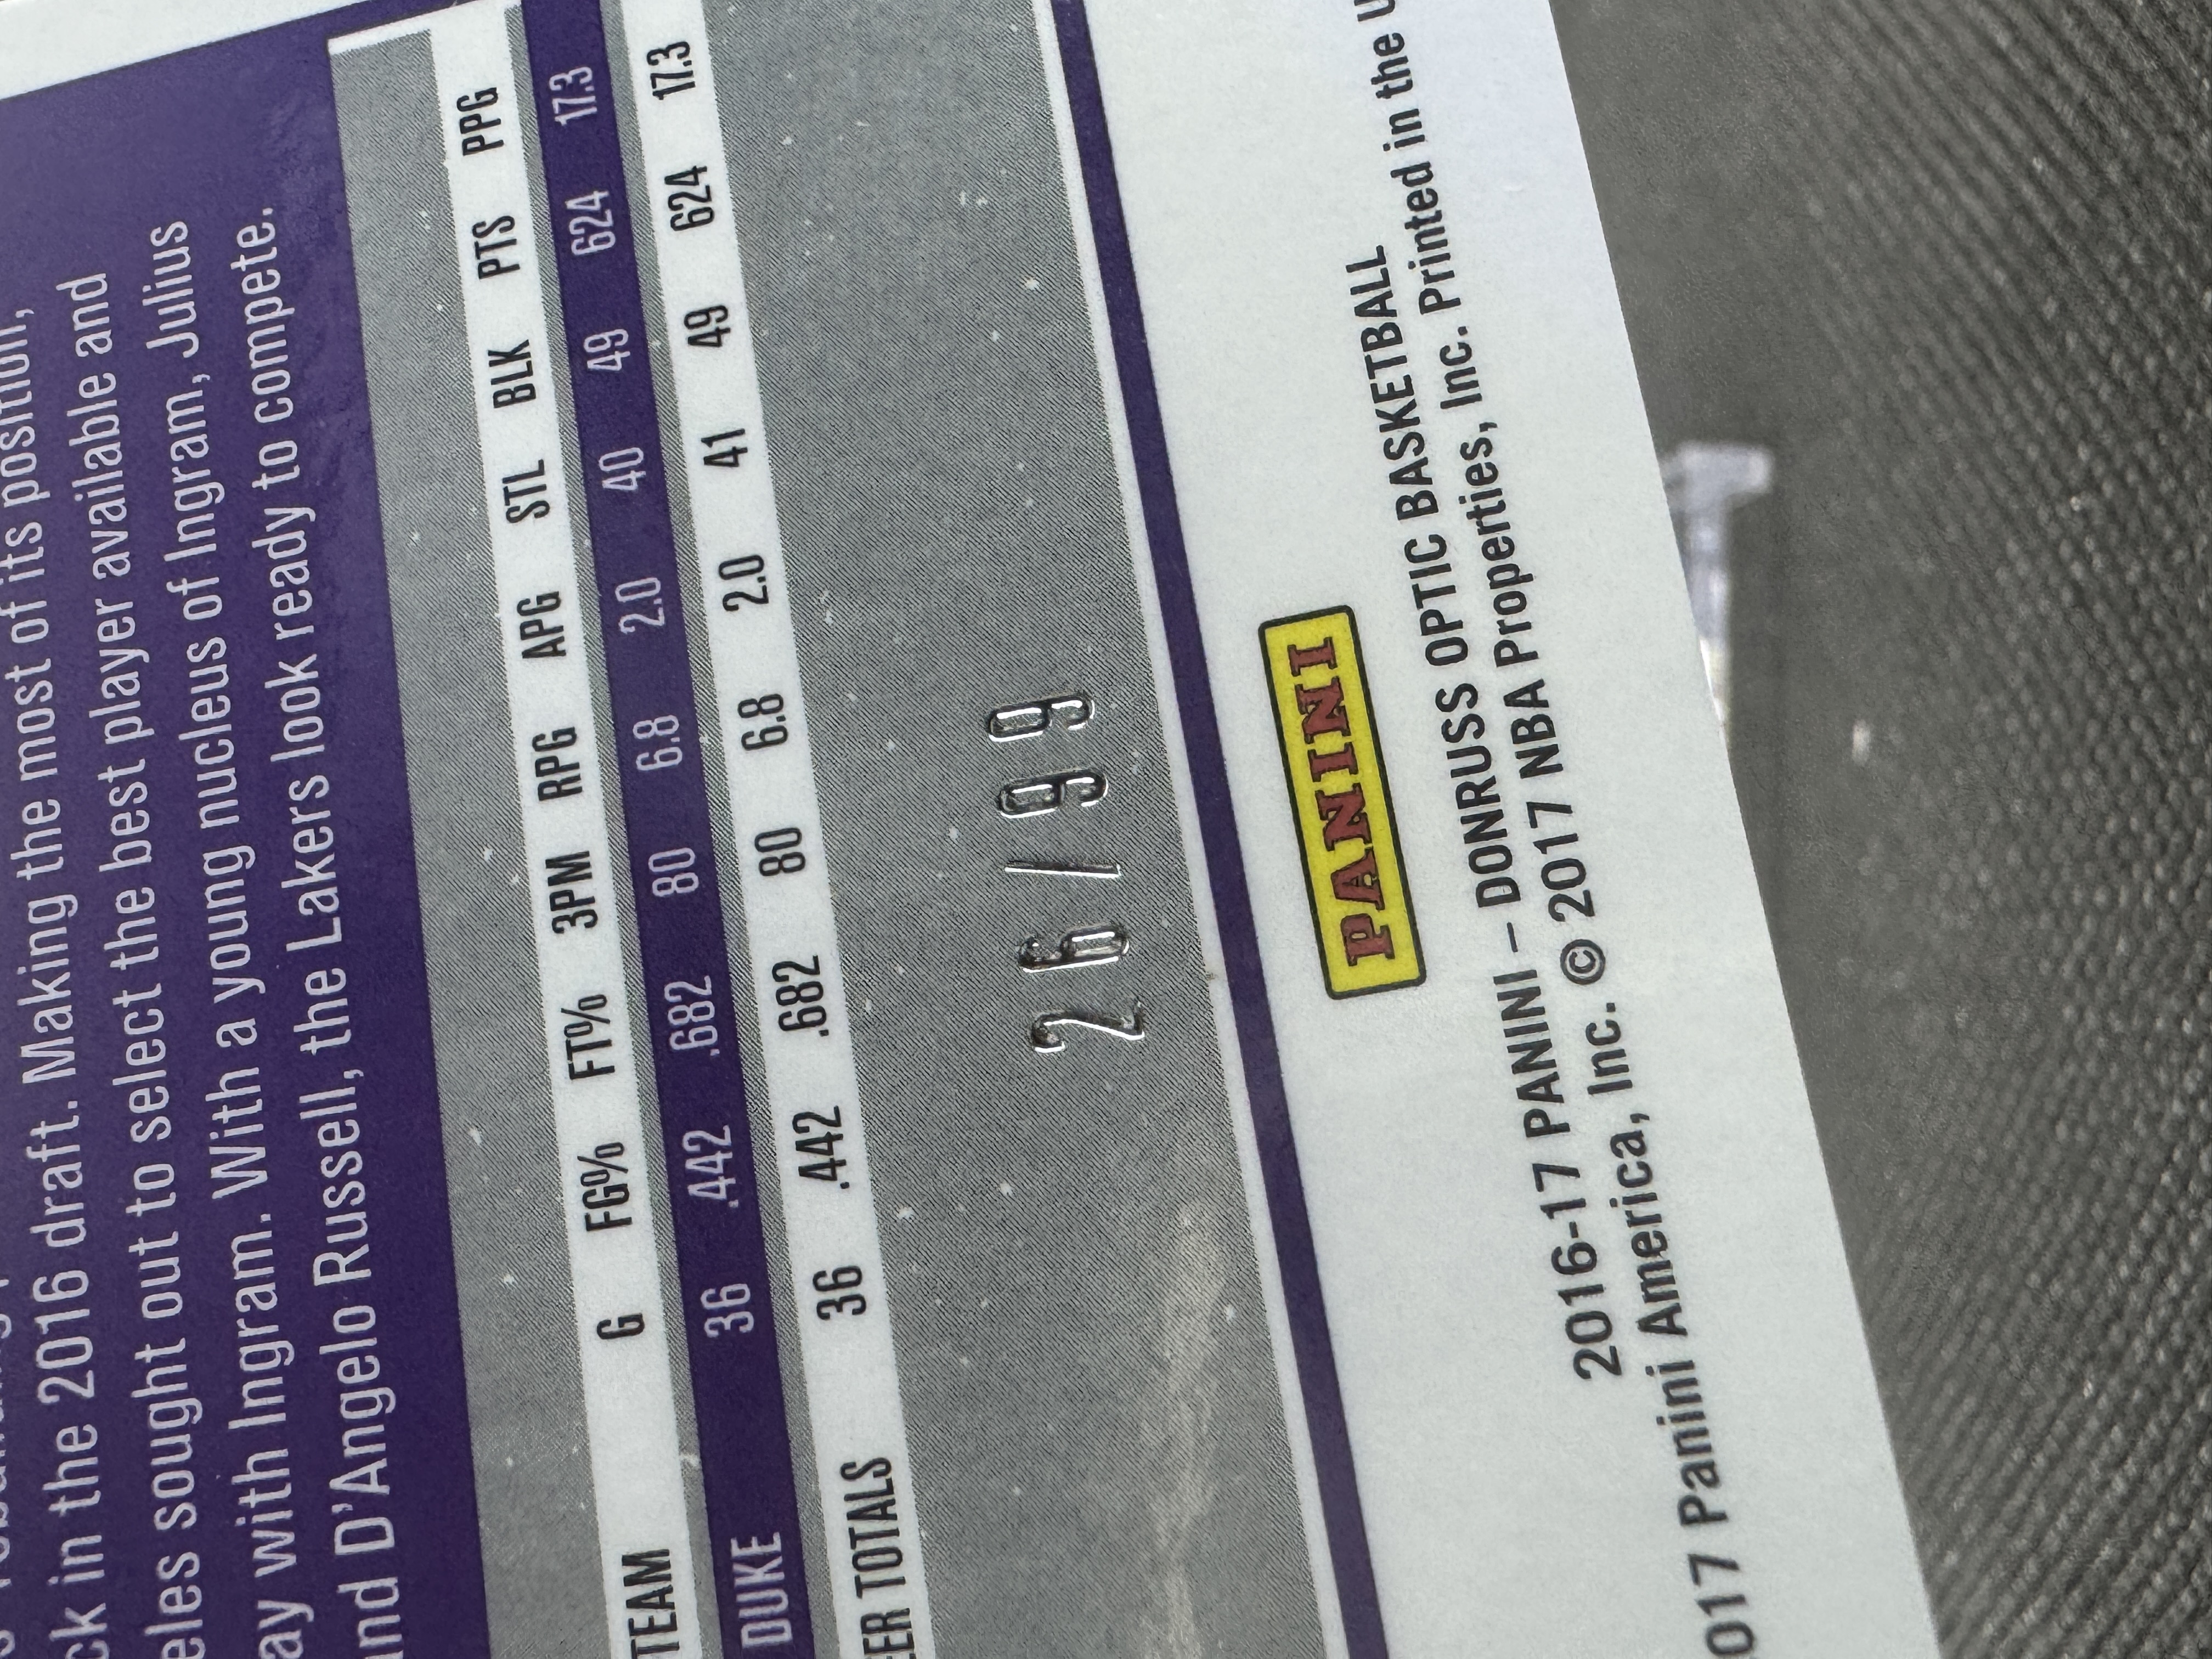 ck in the 2016 draft. Making the most of its position,
eles sought out to select the best player available and
ay with Ingram. With a young nucleus of Ingram, Julius
and D'Angelo Russell, the Lakers look ready to compete.
TEAM G FG% FT% 3PM RPG APG STL BLK PTS PPG
DUKE 36 .442 .682 80 6.8 2.0 40 49 624 17.3
ER TOTALS 36 .442 .682 80 6.8 2.0 41 49 624 17.3
26/99
PANINI
2016-17 PANINI – DONRUSS OPTIC BASKETBALL
017 Panini America, Inc. © 2017 NBA Properties, Inc. Printed in the U